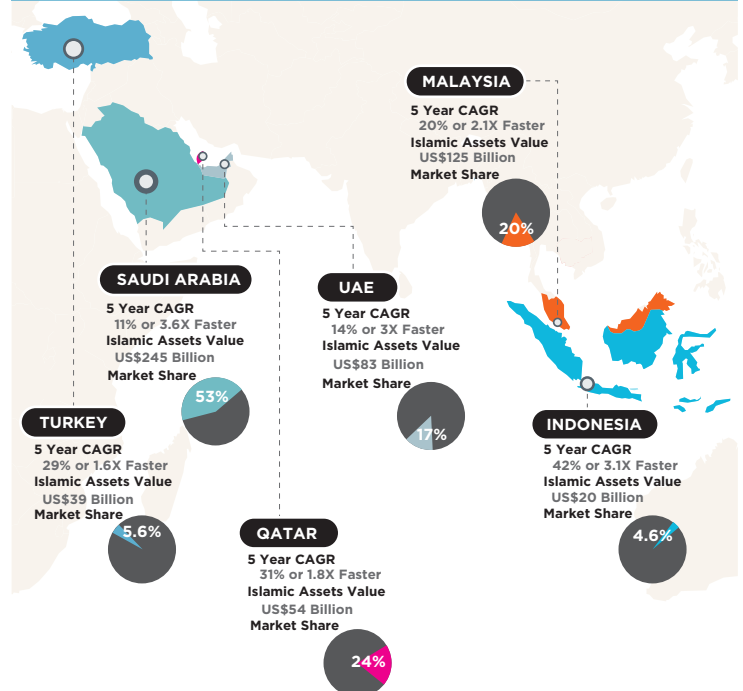 MALAYSIA
5 Year CAGR
20% or 2.1X Faster
Islamic Assets Value
US$125 Billion
Market Share
20%
SAUDI ARABIA
5 Year CAGR
11% or 3.6X Faster
Islamic Assets Value
US$245 Billion
Market Share
53%
UAE
5 Year CAGR
14% or 3X Faster
Islamic Assets Value
US$83 Billion
Market Share
17%
TURKEY
5 Year CAGR
29% or 1.6X Faster
Islamic Assets Value
US$39 Billion
Market Share
5.6%
QATAR
5 Year CAGR
31% or 1.8X Faster
Islamic Assets Value
US$54 Billion
Market Share
24%
INDONESIA
5 Year CAGR
42% or 3.1X Faster
Islamic Assets Value
US$20 Billion
Market Share
4.6%